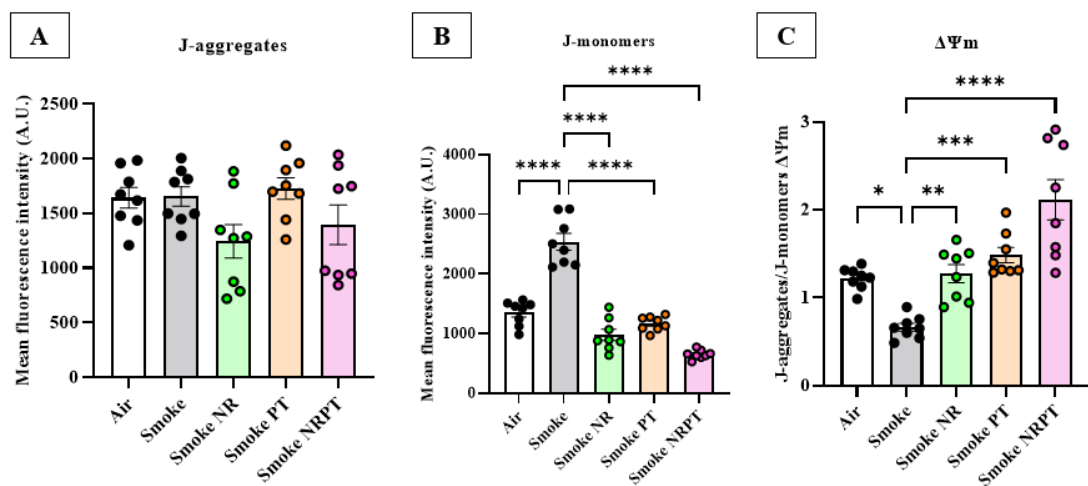 A
J-aggregates
Mean fluorescence intensity (A.U.)
2500
2000
1500
1000
500
0
Air
Smoke
Smoke NR
Smoke PT
Smoke NRPT
B
J-monomers
Mean fluorescence intensity (A.U.)
****
****
****
****
4000
3000
2000
1000
0
Air
Smoke
Smoke NR
Smoke PT
Smoke NRPT
C
ΔΨm
J-aggregates/J-monomers ΔΨm
****
***
*
**
3
2
1
0
Air
Smoke
Smoke NR
Smoke PT
Smoke NRPT